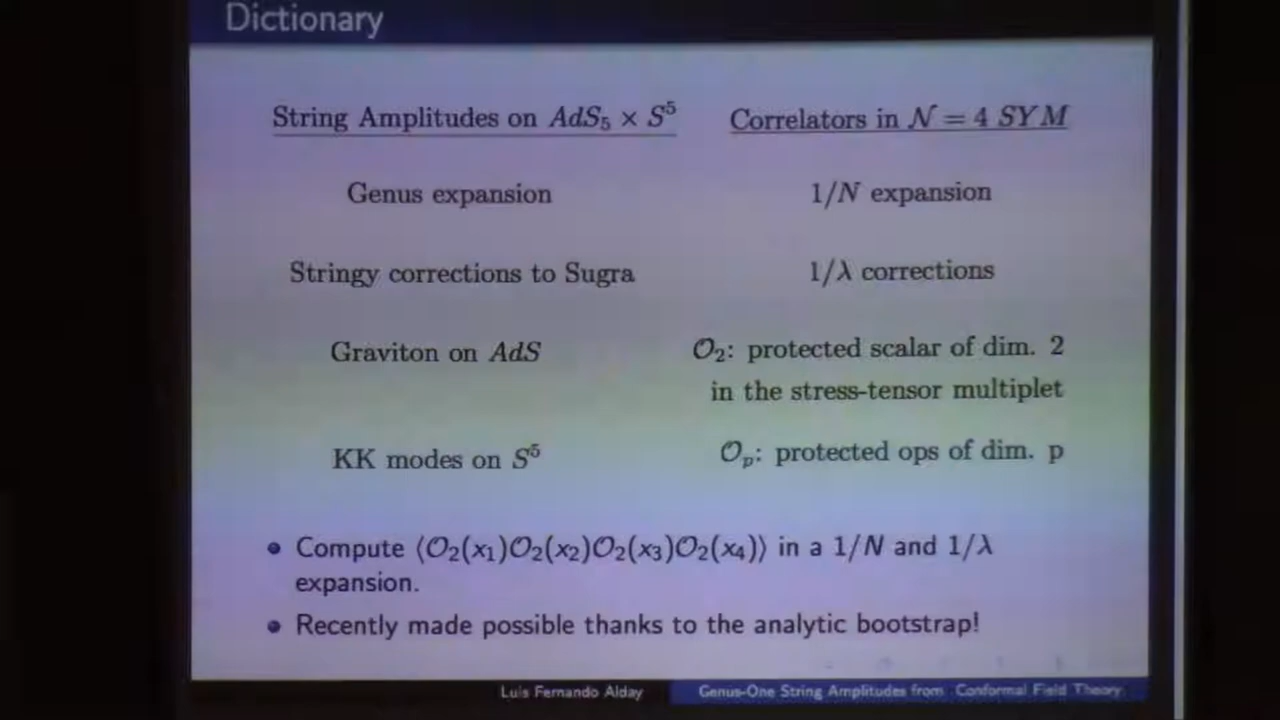 Dictionary
String Amplitudes on AdS₅ × S⁵ Correlators in 𝒩 = 4 SYM
Genus expansion 1/N expansion
Stringy corrections to Sugra 1/λ corrections
Graviton on AdS 𝒪₂: protected scalar of dim. 2
in the stress-tensor multiplet
KK modes on S⁵ 𝒪ₚ: protected ops of dim. p
• Compute ⟨𝒪₂(x₁)𝒪₂(x₂)𝒪₂(x₃)𝒪₂(x₄)⟩ in a 1/N and 1/λ
expansion.
• Recently made possible thanks to the analytic bootstrap!
Luis Fernando Alday Genus-One String Amplitudes from Conformal Field Theory